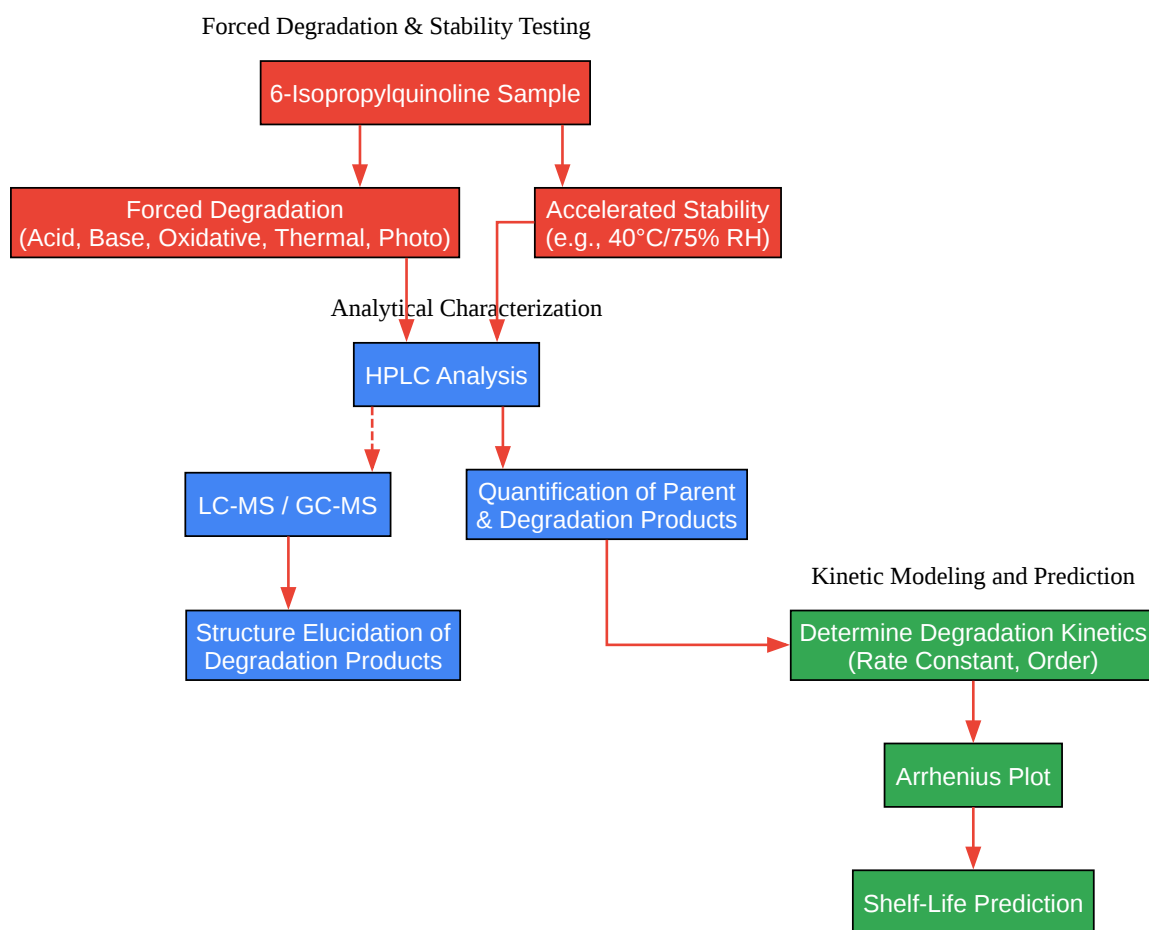 Forced Degradation & Stability Testing
6-Isopropylquinoline Sample
Forced Degradation
(Acid, Base, Oxidative, Thermal, Photo)
Accelerated Stability
(e.g., 40°C/75% RH)
Analytical Characterization
HPLC Analysis
LC-MS / GC-MS
Quantification of Parent
& Degradation Products
Structure Elucidation of
Degradation Products
Kinetic Modeling and Prediction
Determine Degradation Kinetics
(Rate Constant, Order)
Arrhenius Plot
Shelf-Life Prediction